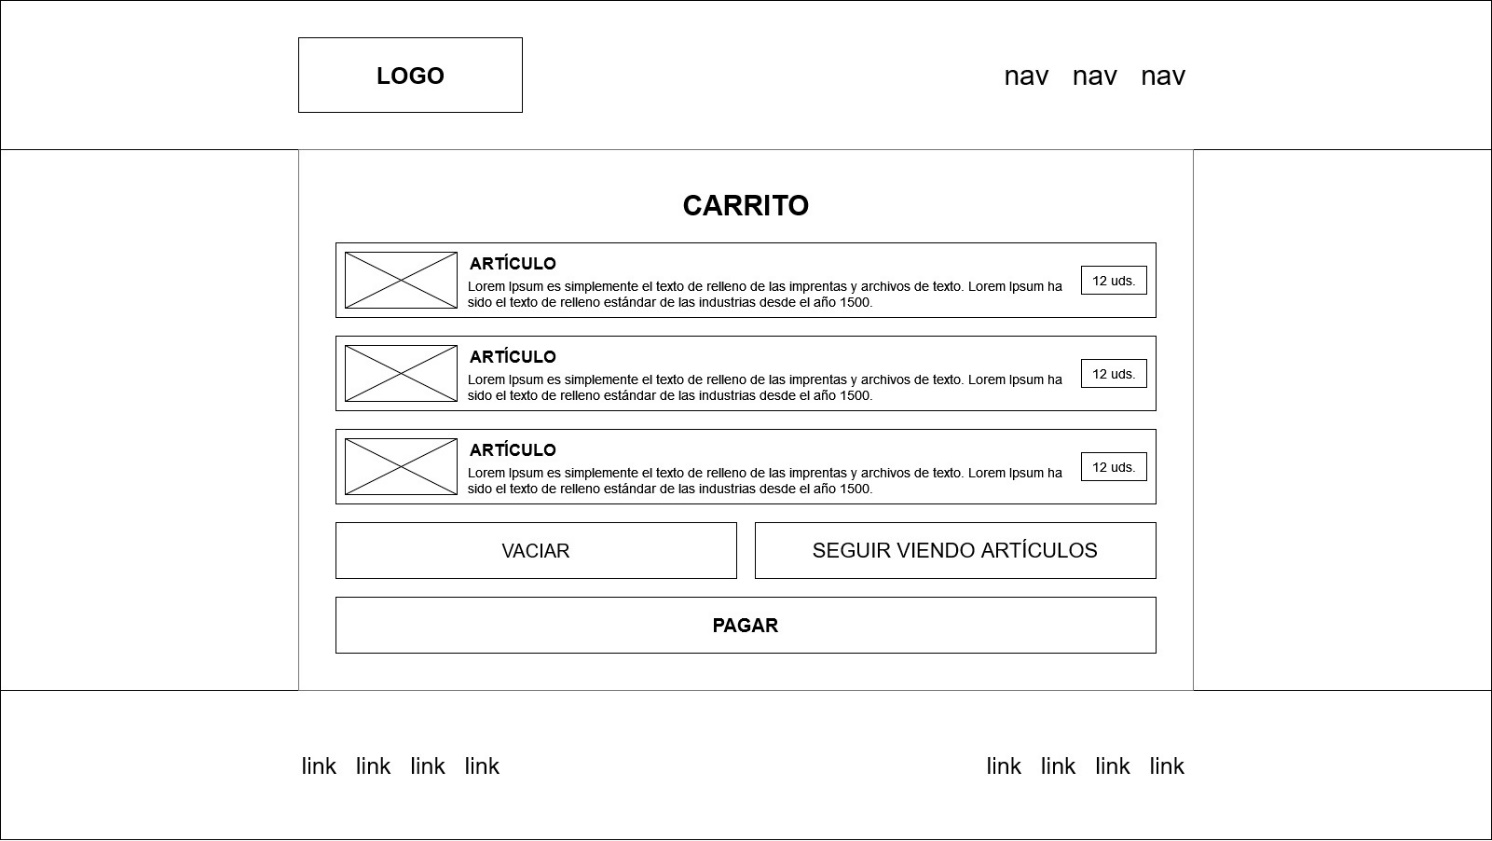 LOGO
nav nav nav
CARRITO
ARTÍCULO
Lorem Ipsum es simplemente el texto de relleno de las imprentas y archivos de texto. Lorem Ipsum ha
sido el texto de relleno estándar de las industrias desde el año 1500.
12 uds.
ARTÍCULO
Lorem Ipsum es simplemente el texto de relleno de las imprentas y archivos de texto. Lorem Ipsum ha
sido el texto de relleno estándar de las industrias desde el año 1500.
12 uds.
ARTÍCULO
Lorem Ipsum es simplemente el texto de relleno de las imprentas y archivos de texto. Lorem Ipsum ha
sido el texto de relleno estándar de las industrias desde el año 1500.
12 uds.
VACIAR
SEGUIR VIENDO ARTÍCULOS
PAGAR
link link link link
link link link link